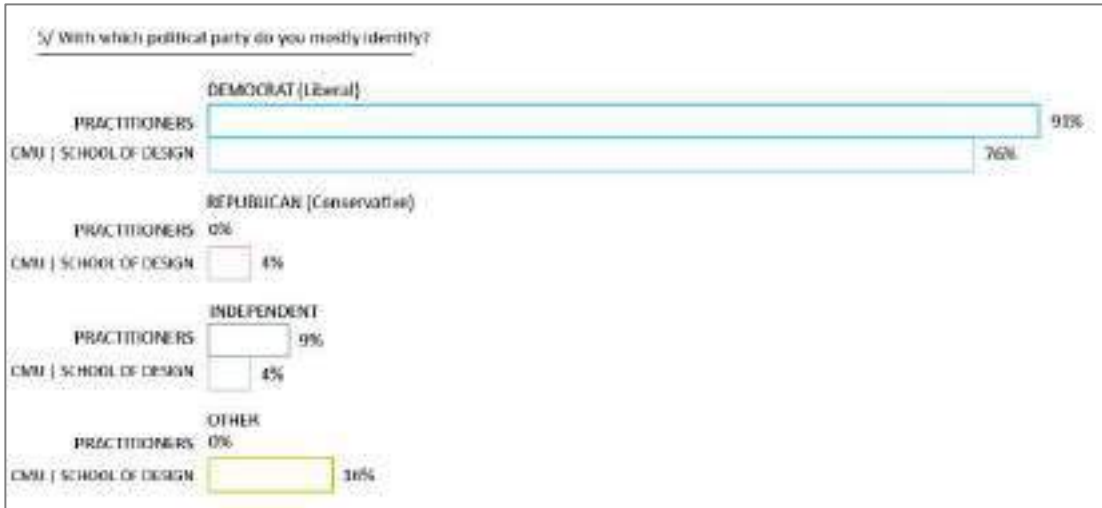 5/ With which political party do you mostly identify?
DEMOCRAT (Liberal)
PRACTITIONERS 91%
CMU | SCHOOL OF DESIGN 76%
REPUBLICAN (Conservative)
PRACTITIONERS 0%
CMU | SCHOOL OF DESIGN 4%
INDEPENDENT
PRACTITIONERS 9%
CMU | SCHOOL OF DESIGN 4%
OTHER
PRACTITIONERS 0%
CMU | SCHOOL OF DESIGN 16%